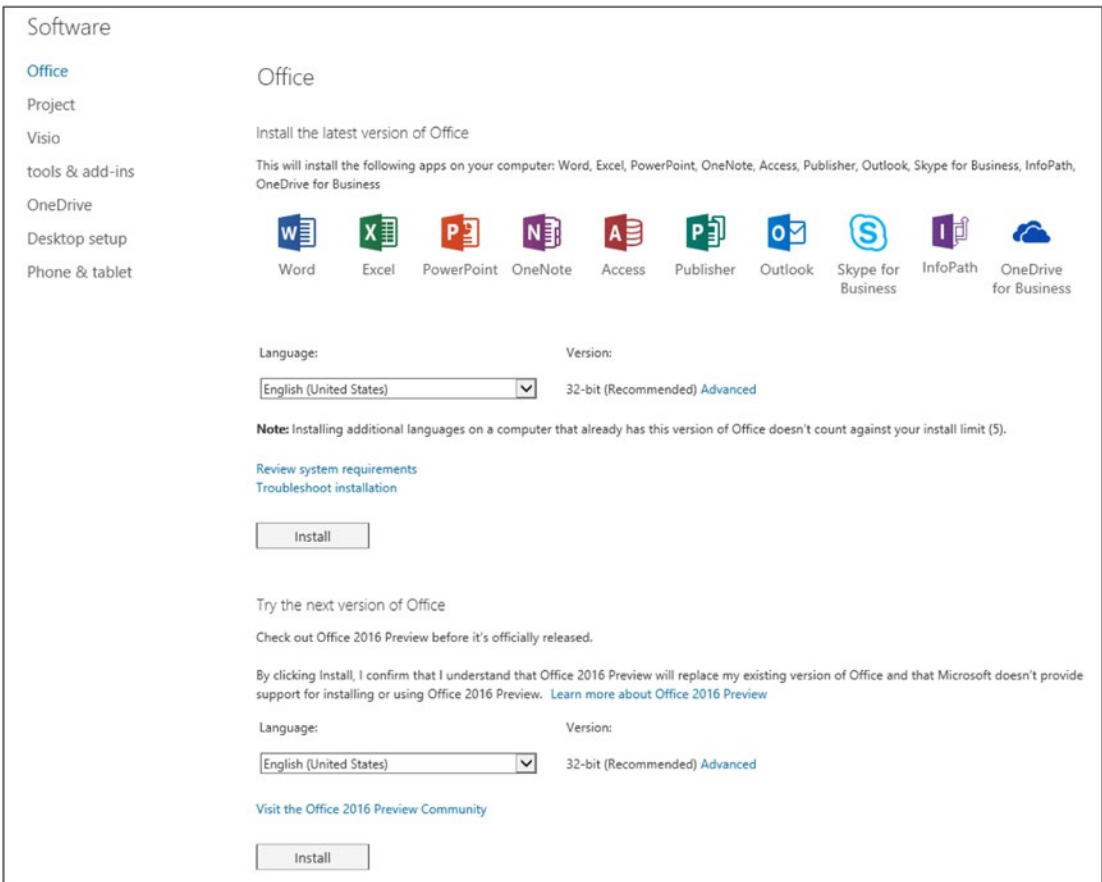 Software
Office
Project
Visio
tools & add-ins
OneDrive
Desktop setup
Phone & tablet
Office
Install the latest version of Office
This will install the following apps on your computer: Word, Excel, PowerPoint, OneNote, Access, Publisher, Outlook, Skype for Business, InfoPath,
OneDrive for Business
Word Excel PowerPoint OneNote Access Publisher Outlook Skype for Business InfoPath OneDrive for Business
Language: Version:
English (United States) 32-bit (Recommended) Advanced
Note: Installing additional languages on a computer that already has this version of Office doesn't count against your install limit (5).
Review system requirements
Troubleshoot installation
Install
Try the next version of Office
Check out Office 2016 Preview before it's officially released.
By clicking Install, I confirm that I understand that Office 2016 Preview will replace my existing version of Office and that Microsoft doesn't provide
support for installing or using Office 2016 Preview. Learn more about Office 2016 Preview
Language: Version:
English (United States) 32-bit (Recommended) Advanced
Visit the Office 2016 Preview Community
Install